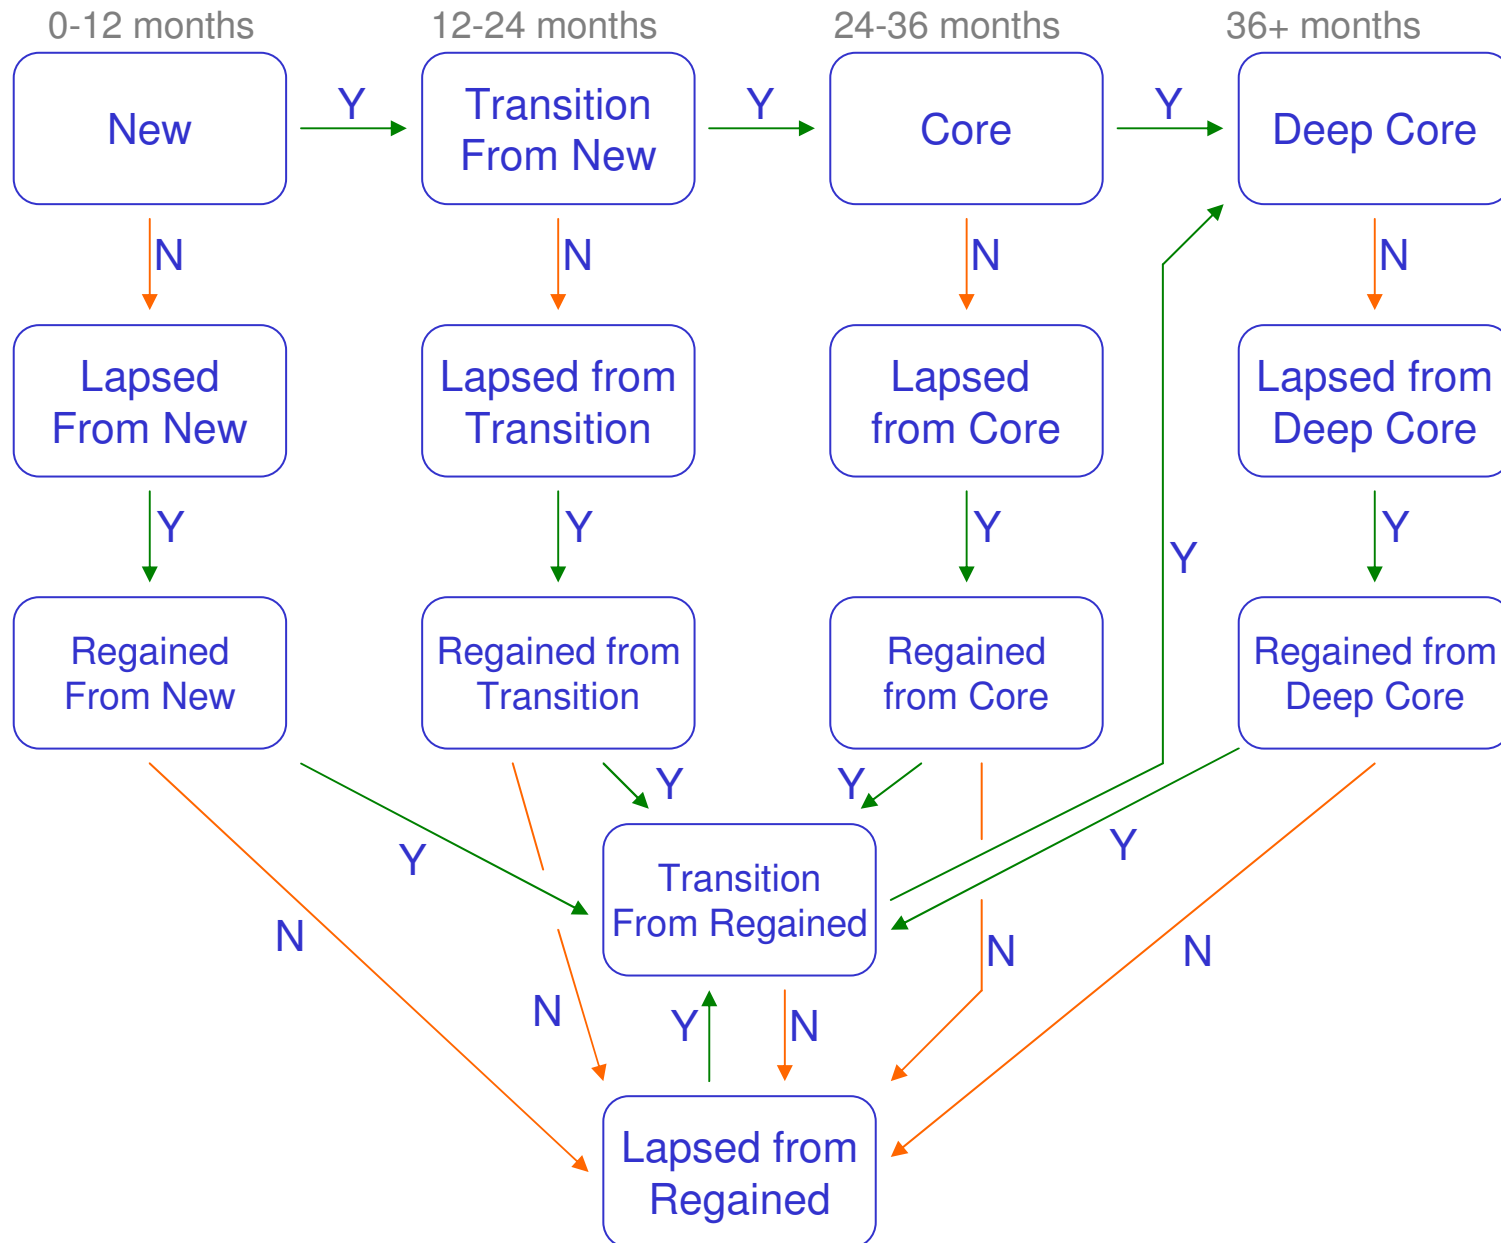 0-12 months
12-24 months
24-36 months
36+ months
New
Y
Transition
From New
Y
Core
Y
Deep Core
N
N
N
N
Lapsed
From New
Lapsed from
Transition
Lapsed
from Core
Lapsed from
Deep Core
Y
Y
Y
Y
Y
Regained
From New
Regained from
Transition
Regained
from Core
Regained from
Deep Core
Y
Y
Y
Y
Transition
From Regained
N
N
N
N
Y
N
Lapsed from
Regained